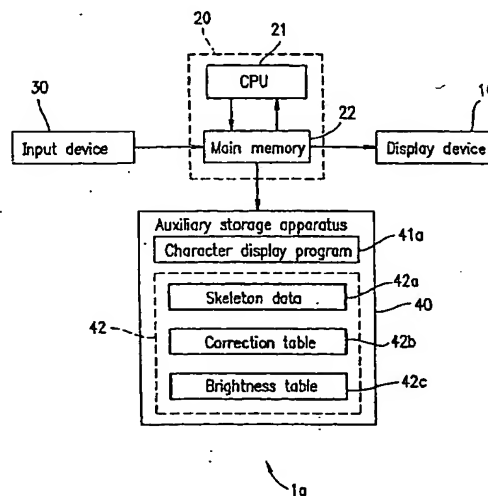 20
21
CPU
30
22
10
Input device
Main memory
Display device
Auxiliary storage apparatus
Character display program
41a
Skeleton data
42a
40
42
Correction table
42b
Brightness table
42c
1a